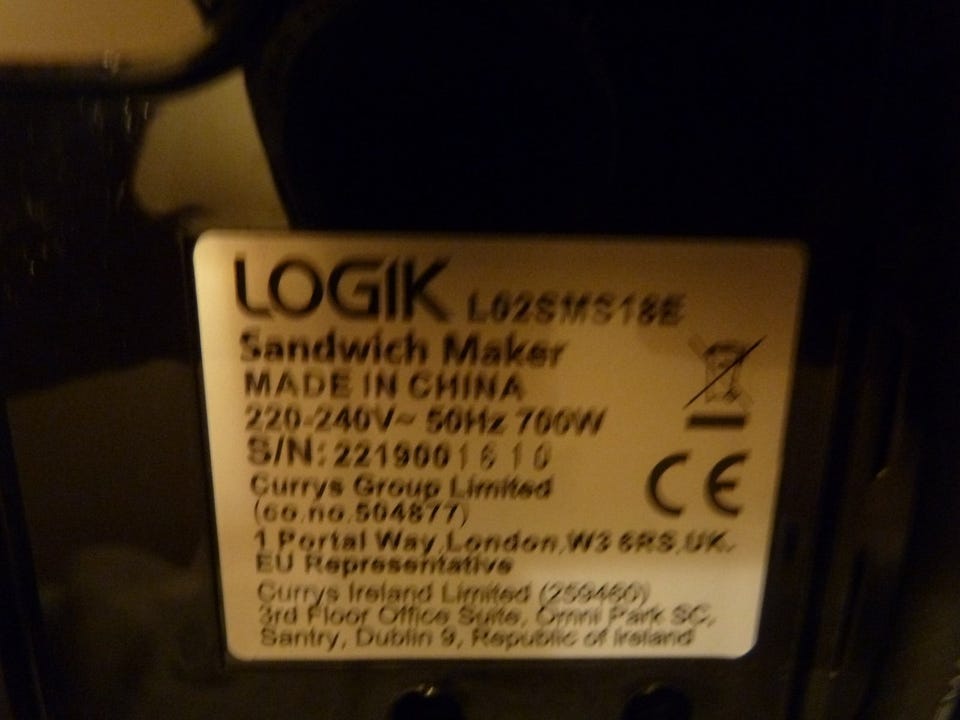 LOGIK L02SMS18E
Sandwich Maker
MADE IN CHINA
220-240V~ 50Hz 700W
S/N: 2219001610
Currys Group Limited
(co.no.504877)
1 Portal Way,London,W3 6RS,UK.
EU Representative
Currys Ireland Limited (259460)
3rd Floor Office Suite, Omni Park SC,
Santry, Dublin 9, Republic of Ireland
CE